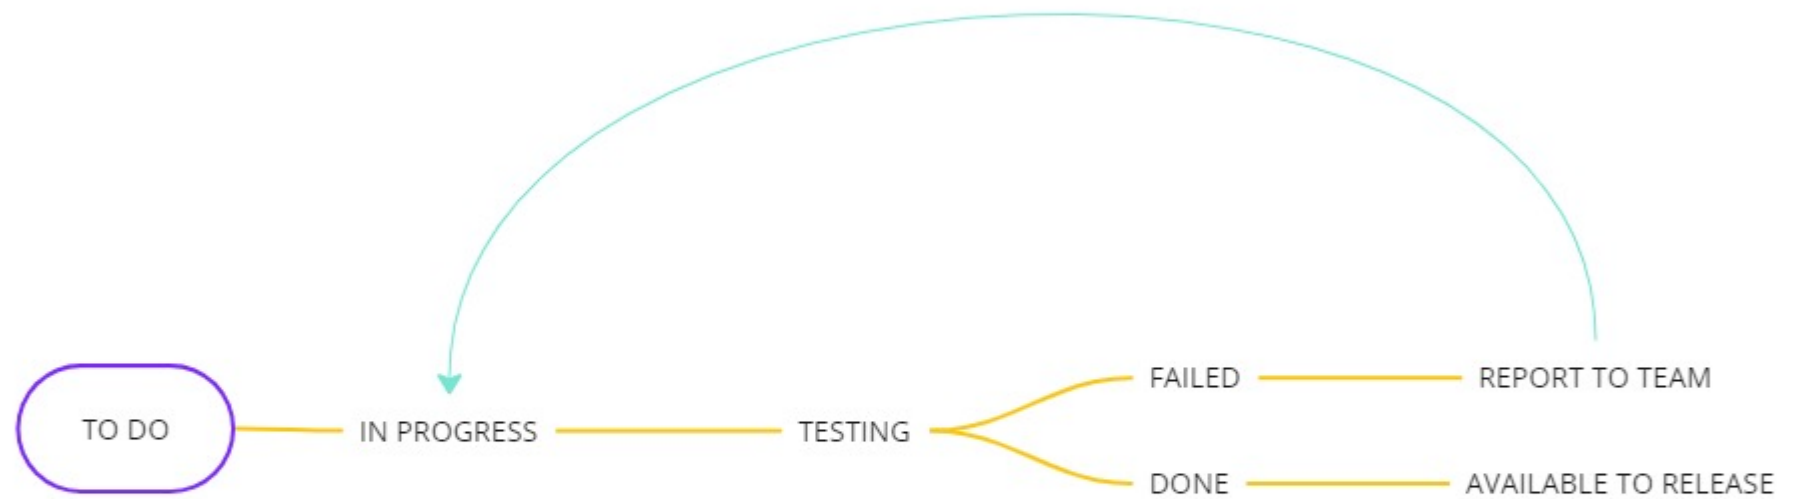 TO DO
IN PROGRESS
TESTING
FAILED
REPORT TO TEAM
DONE
AVAILABLE TO RELEASE